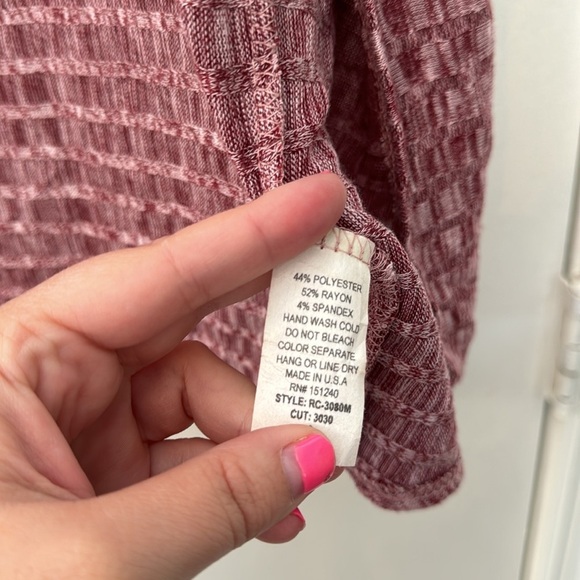 44% POLYESTER
52% RAYON
4% SPANDEX
HAND WASH COLD
DO NOT BLEACH
COLOR SEPARATE
HANG OR LINE DRY
MADE IN U.S.A
RN# 151240
STYLE: RC-3080M
CUT: 3030